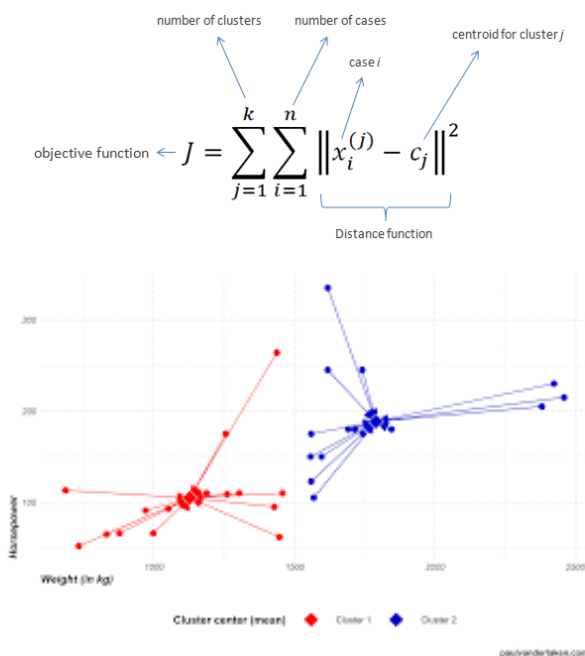 number of clusters number of cases
centroid for cluster j
case i
k n
objective function ← J = ∑ ∑ ‖x_i^(j) − c_j‖²
j=1 i=1
Distance function
300
200
100
Horsepower
1000 1500 2000 2500
Weight (in kg)
Cluster center (mean) Cluster 1 Cluster 2
paulvanderlaken.com